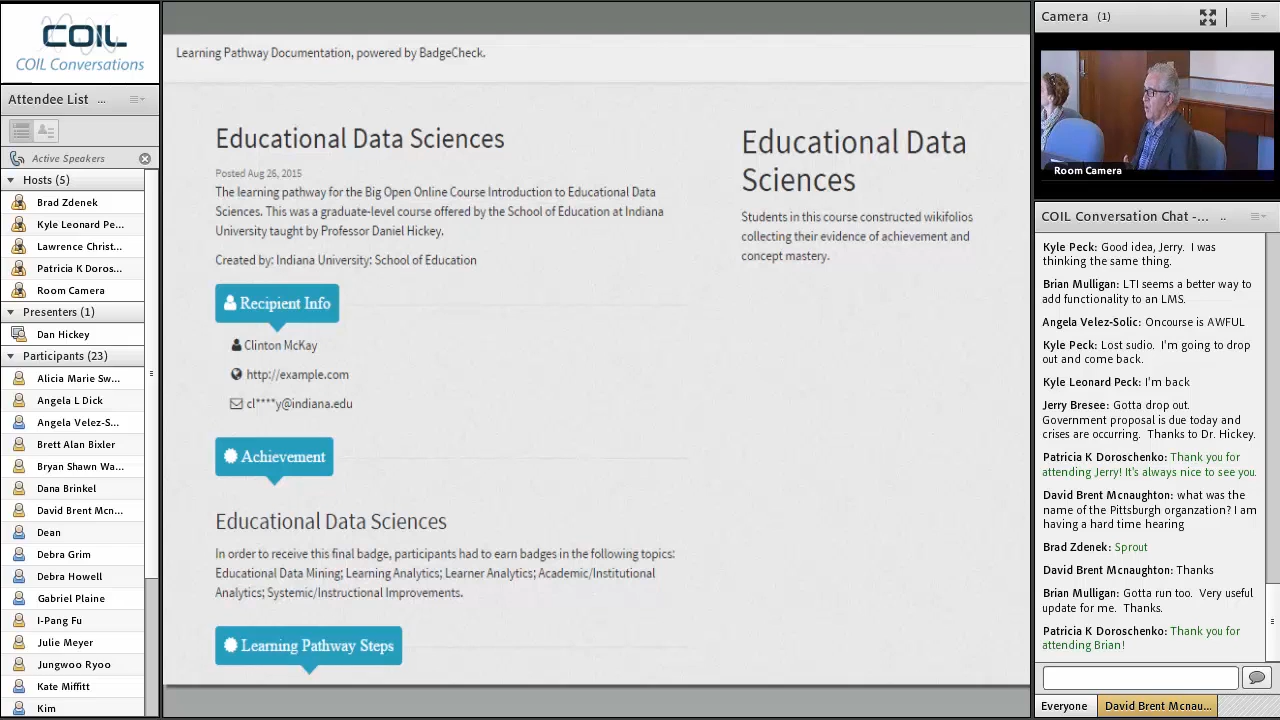 COIL
COIL Conversations
Attendee List ...
Active Speakers
Hosts (5)
Brad Zdenek
Kyle Leonard Pe...
Lawrence Christ...
Patricia K Doros...
Room Camera
Presenters (1)
Dan Hickey
Participants (23)
Alicia Marie Sw...
Angela L Dick
Angela Velez-S...
Brett Alan Bixler
Bryan Shawn Wa...
Dana Brinkel
David Brent Mcn...
Dean
Debra Grim
Debra Howell
Gabriel Plaine
I-Pang Fu
Julie Meyer
Jungwoo Ryoo
Kate Miffitt
Kim
Learning Pathway Documentation, powered by BadgeCheck.
Educational Data Sciences
Posted Aug 26, 2015
The learning pathway for the Big Open Online Course Introduction to Educational Data
Sciences. This was a graduate-level course offered by the School of Education at Indiana
University taught by Professor Daniel Hickey.
Created by: Indiana University: School of Education
Recipient Info
Clinton McKay
http://example.com
cl****y@indiana.edu
Achievement
Educational Data Sciences
In order to receive this final badge, participants had to earn badges in the following topics:
Educational Data Mining; Learning Analytics; Learner Analytics; Academic/Institutional
Analytics; Systemic/Instructional Improvements.
Learning Pathway Steps
Educational Data
Sciences
Students in this course constructed wikifolios
collecting their evidence of achievement and
concept mastery.
Camera (1)
Room Camera
COIL Conversation Chat -... ..
Kyle Peck: Good idea, Jerry. I was
thinking the same thing.
Brian Mulligan: LTI seems a better way to
add functionality to an LMS.
Angela Velez-Solic: Oncourse is AWFUL
Kyle Peck: Lost sudio. I'm going to drop
out and come back.
Kyle Leonard Peck: I'm back
Jerry Bresee: Gotta drop out.
Government proposal is due today and
crises are occurring. Thanks to Dr. Hickey.
Patricia K Doroschenko: Thank you for
attending Jerry! It's always nice to see you.
David Brent Mcnaughton: what was the
name of the Pittsburgh organzation? I am
having a hard time hearing
Brad Zdenek: Sprout
David Brent Mcnaughton: Thanks
Brian Mulligan: Gotta run too. Very useful
update for me. Thanks.
Patricia K Doroschenko: Thank you for
attending Brian!
Everyone
David Brent Mcnau...